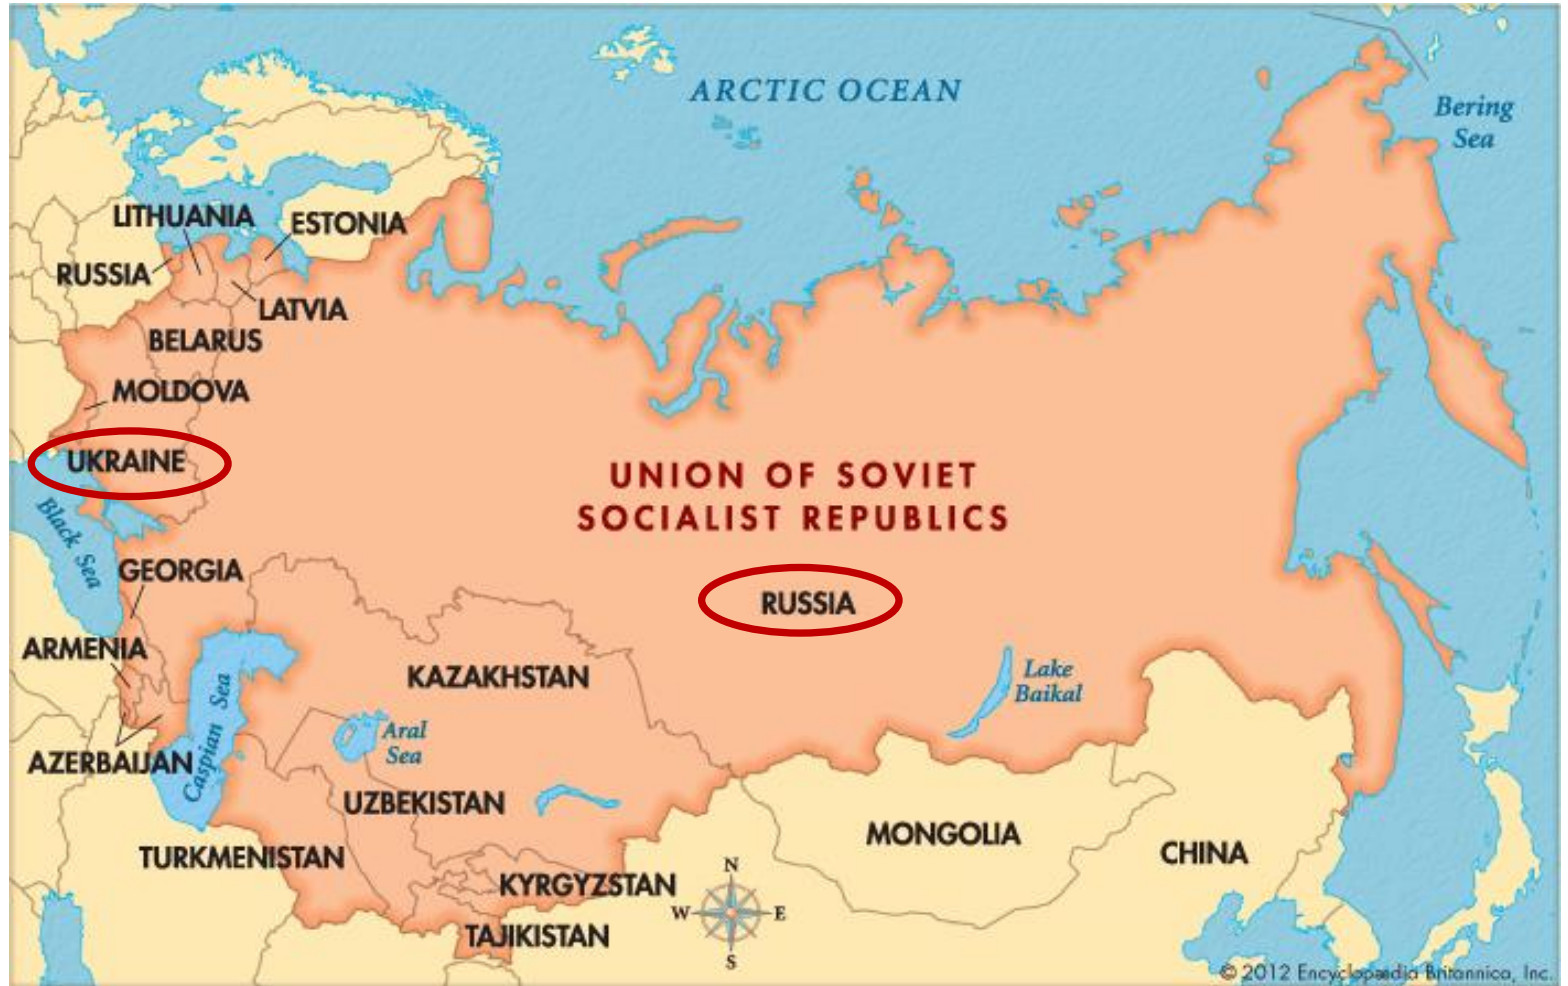 ARCTIC OCEAN
Bering
Sea
LITHUANIA
ESTONIA
RUSSIA
LATVIA
BELARUS
MOLDOVA
UKRAINE
Black Sea
UNION OF SOVIET
SOCIALIST REPUBLICS
GEORGIA
RUSSIA
ARMENIA
KAZAKHSTAN
Lake
Baikal
Caspian Sea
Aral
Sea
AZERBAIJAN
UZBEKISTAN
MONGOLIA
CHINA
TURKMENISTAN
KYRGYZSTAN
TAJIKISTAN
N
W
E
S
© 2012 Encyclopædia Britannica, Inc.